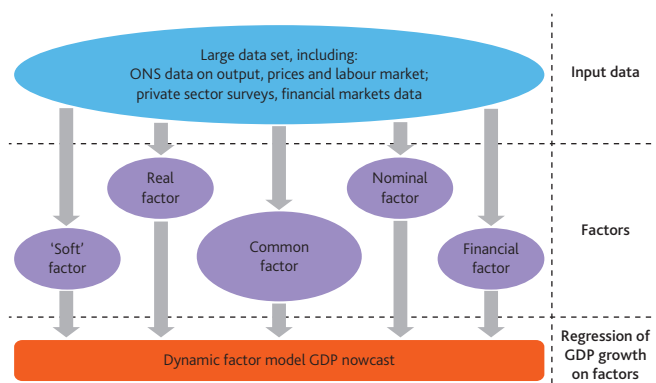 Large data set, including:
ONS data on output, prices and labour market;
private sector surveys, financial markets data
Input data
Real
factor
Nominal
factor
‘Soft’
factor
Common
factor
Financial
factor
Factors
Dynamic factor model GDP nowcast
Regression of
GDP growth
on factors